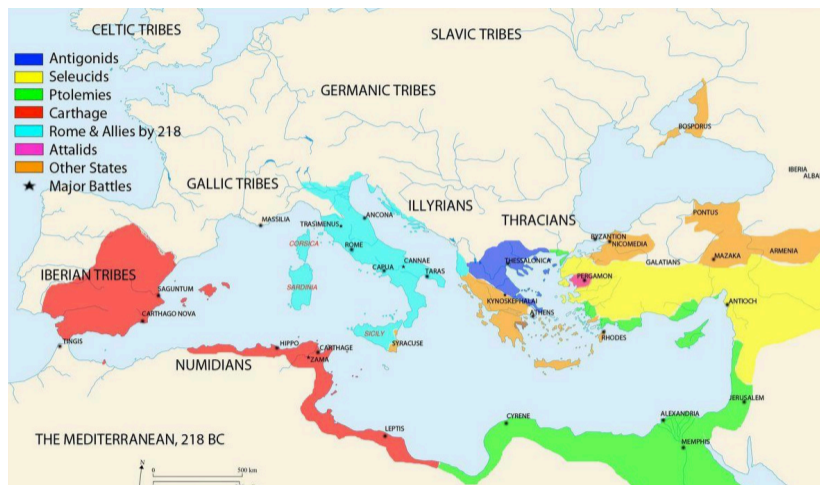 CELTIC TRIBES
SLAVIC TRIBES
Antigonids
Seleucids
Ptolemies
Carthage
Rome & Allies by 218
Attalids
Other States
Major Battles
GERMANIC TRIBES
BOSPORUS
IBERIA
ALBA
GALLIC TRIBES
ILLYRIANS
THRACIANS
MASSILIA
TRASIMENUS
ANCONA
PONTUS
CORSICA
ROME
BYZANTION
NICOMEDIA
ARMENIA
IBERIAN TRIBES
CAPUA
CANNAE
TARAS
THESSALONICA
GALATIANS
MAZAKA
SARDINIA
PERGAMON
SAGUNTUM
KYNOSKEPHALAI
ANTIOCH
CARTHAGO NOVA
ATHENS
SICILY
SYRACUSE
RHODES
TINGIS
HIPPO
CARTHAGE
ZAMA
NUMIDIANS
JERUSALEM
LEPTIS
CYRENE
ALEXANDRIA
MEMPHIS
THE MEDITERRANEAN, 218 BC
N
0
300 km